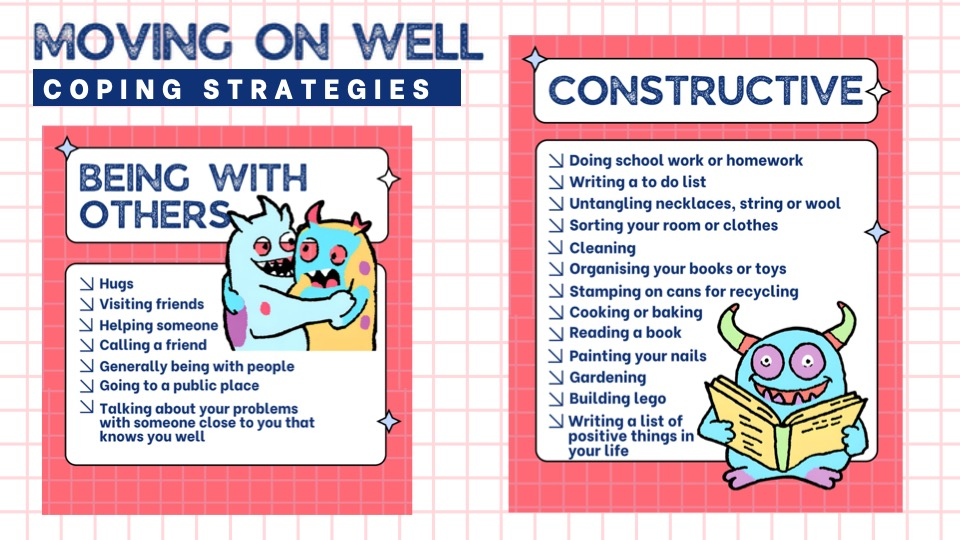 MOVING ON WELL
COPING STRATEGIES
BEING WITH
OTHERS
Hugs
Visiting friends
Helping someone
Calling a friend
Generally being with people
Going to a public place
Talking about your problems
with someone close to you that
knows you well
CONSTRUCTIVE
Doing school work or homework
Writing a to do list
Untangling necklaces, string or wool
Sorting your room or clothes
Cleaning
Organising your books or toys
Stamping on cans for recycling
Cooking or baking
Reading a book
Painting your nails
Gardening
Building lego
Writing a list of
positive things in
your life